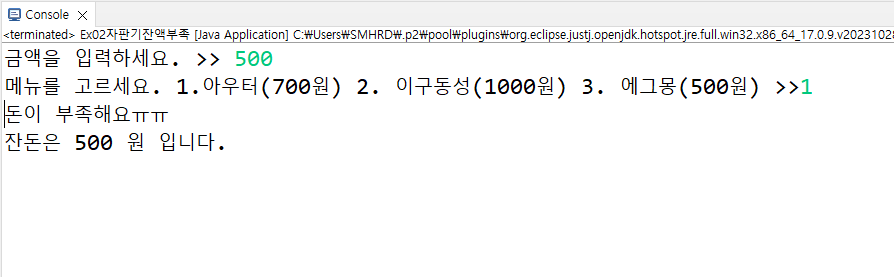 Console
<terminated> Ex02자판기잔액부족 [Java Application] C:₩Users₩SMHRD₩.p2₩pool₩plugins₩org.eclipse.justj.openjdk.hotspot.jre.full.win32.x86_64_17.0.9.v2023102
금액을 입력하세요. >> 500
메뉴를 고르세요. 1.아우터(700원) 2. 이구동성(1000원) 3. 에그몽(500원) >>1
돈이 부족해요ㅠㅠ
잔돈은 500 원 입니다.